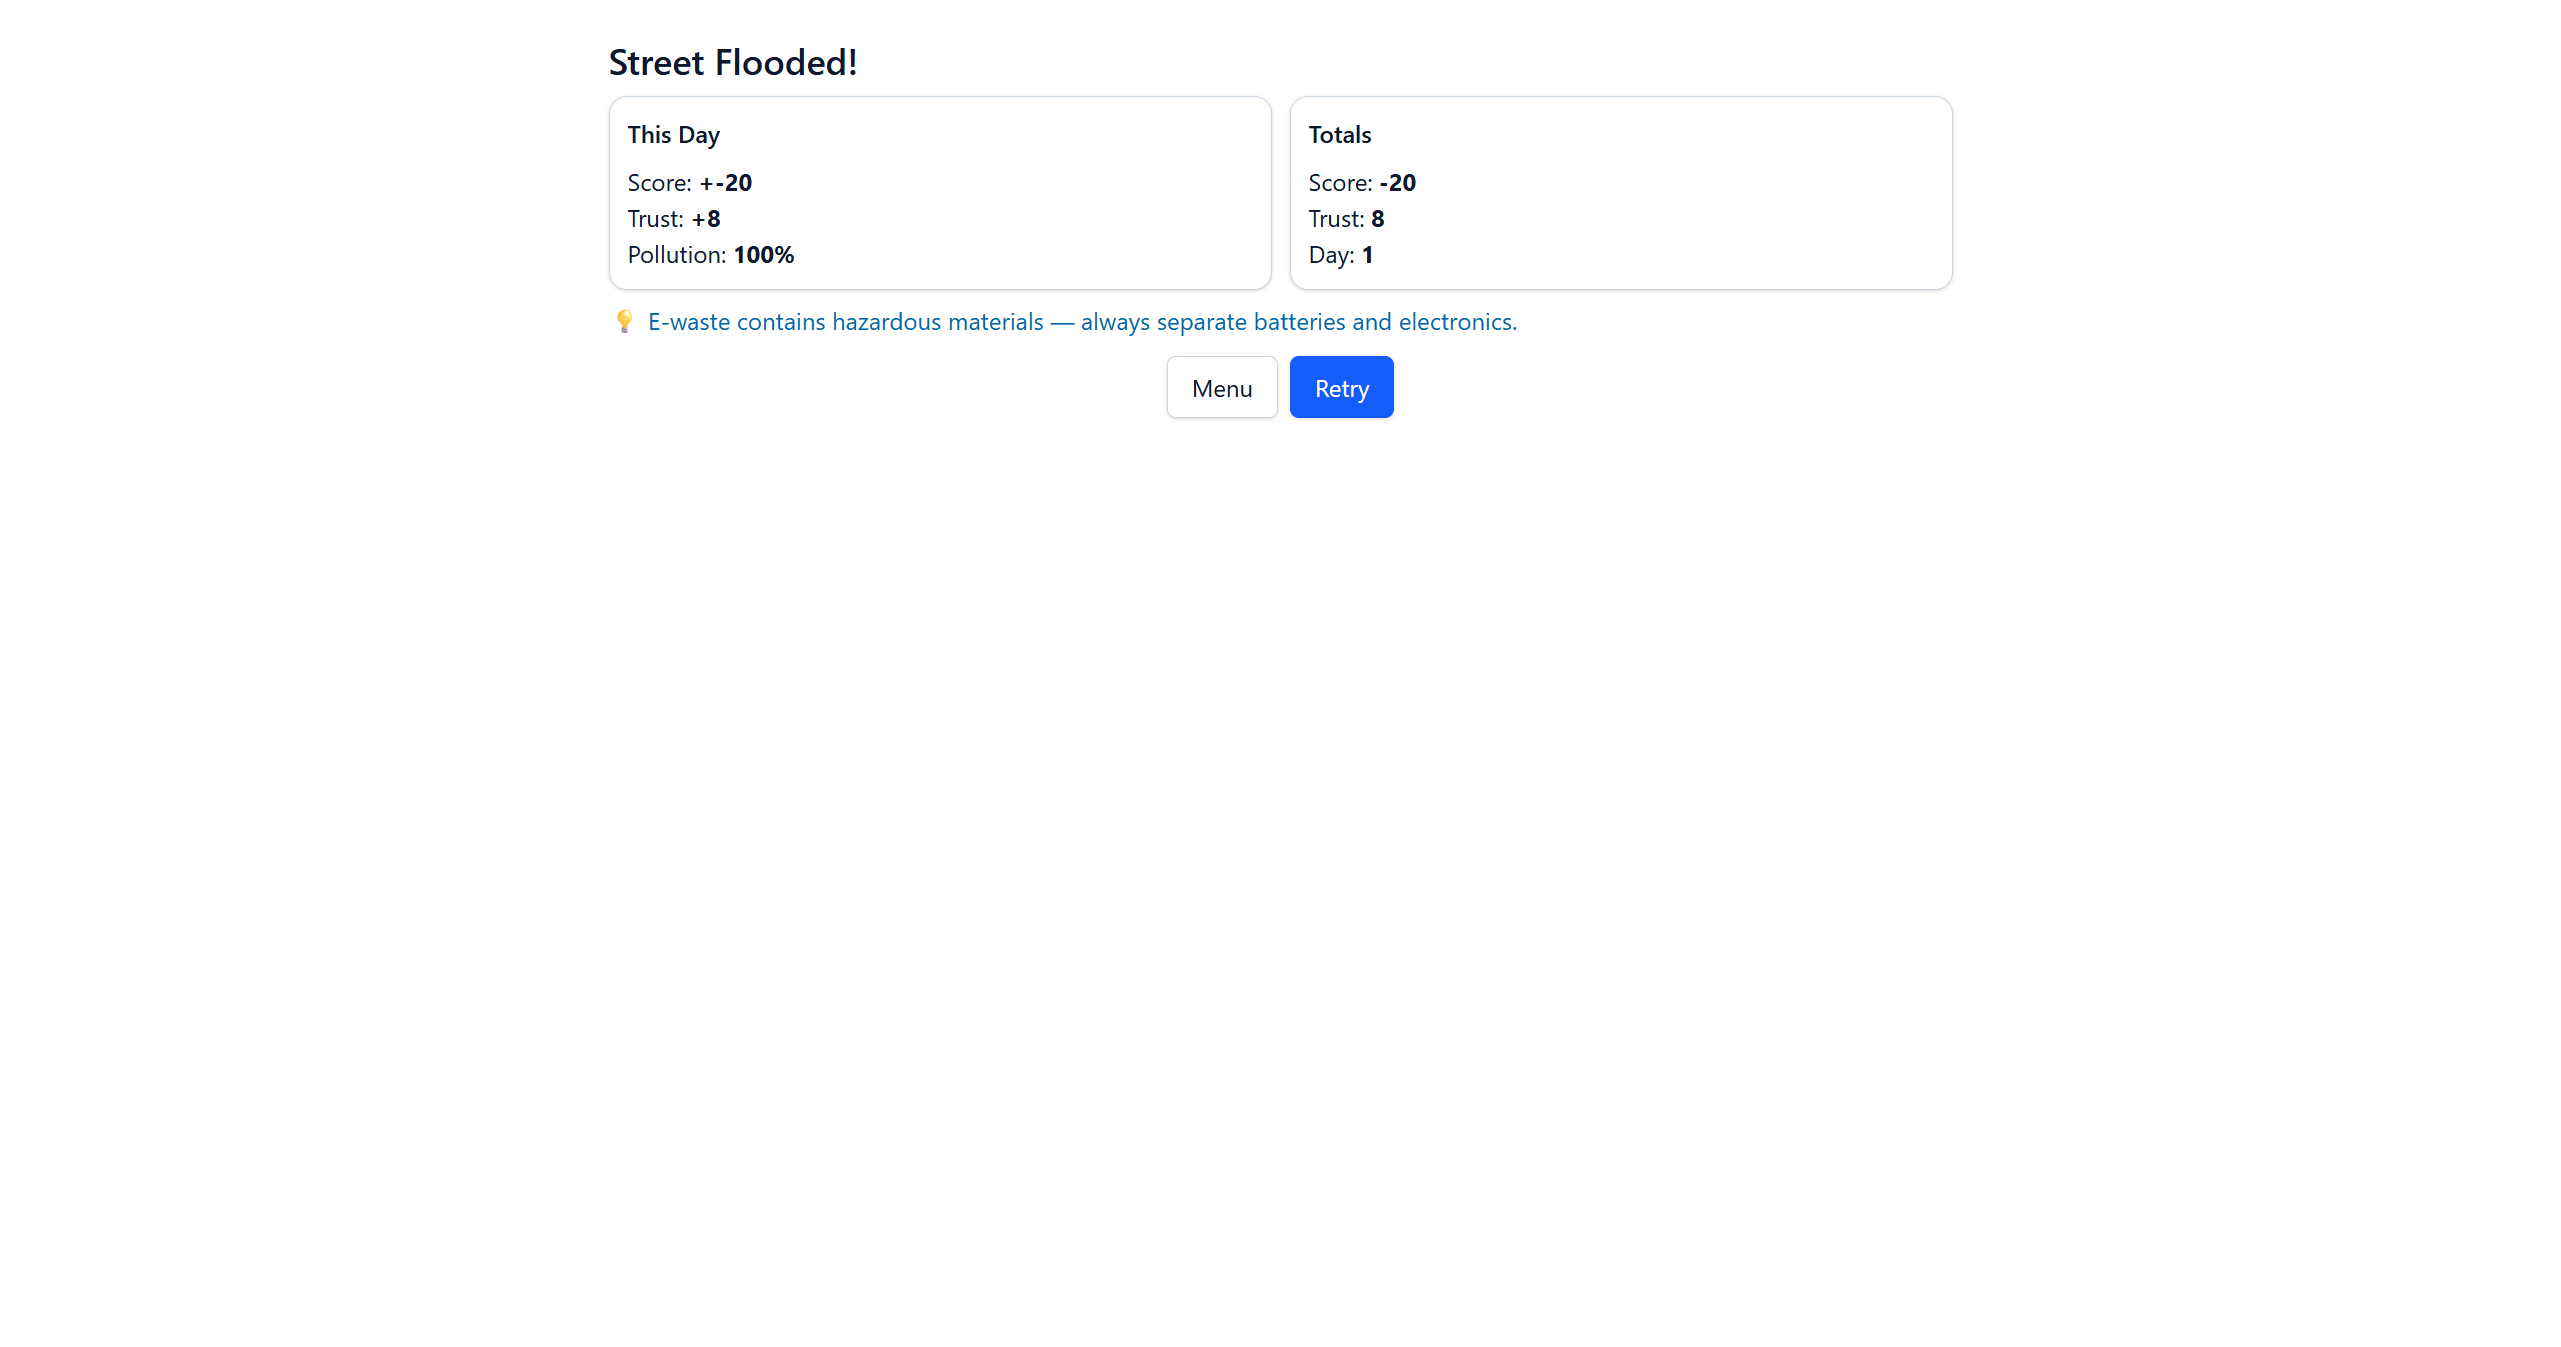 Street Flooded!
This Day
Score: +-20
Trust: +8
Pollution: 100%
Totals
Score: -20
Trust: 8
Day: 1
💡 E-waste contains hazardous materials — always separate batteries and electronics.
Menu
Retry